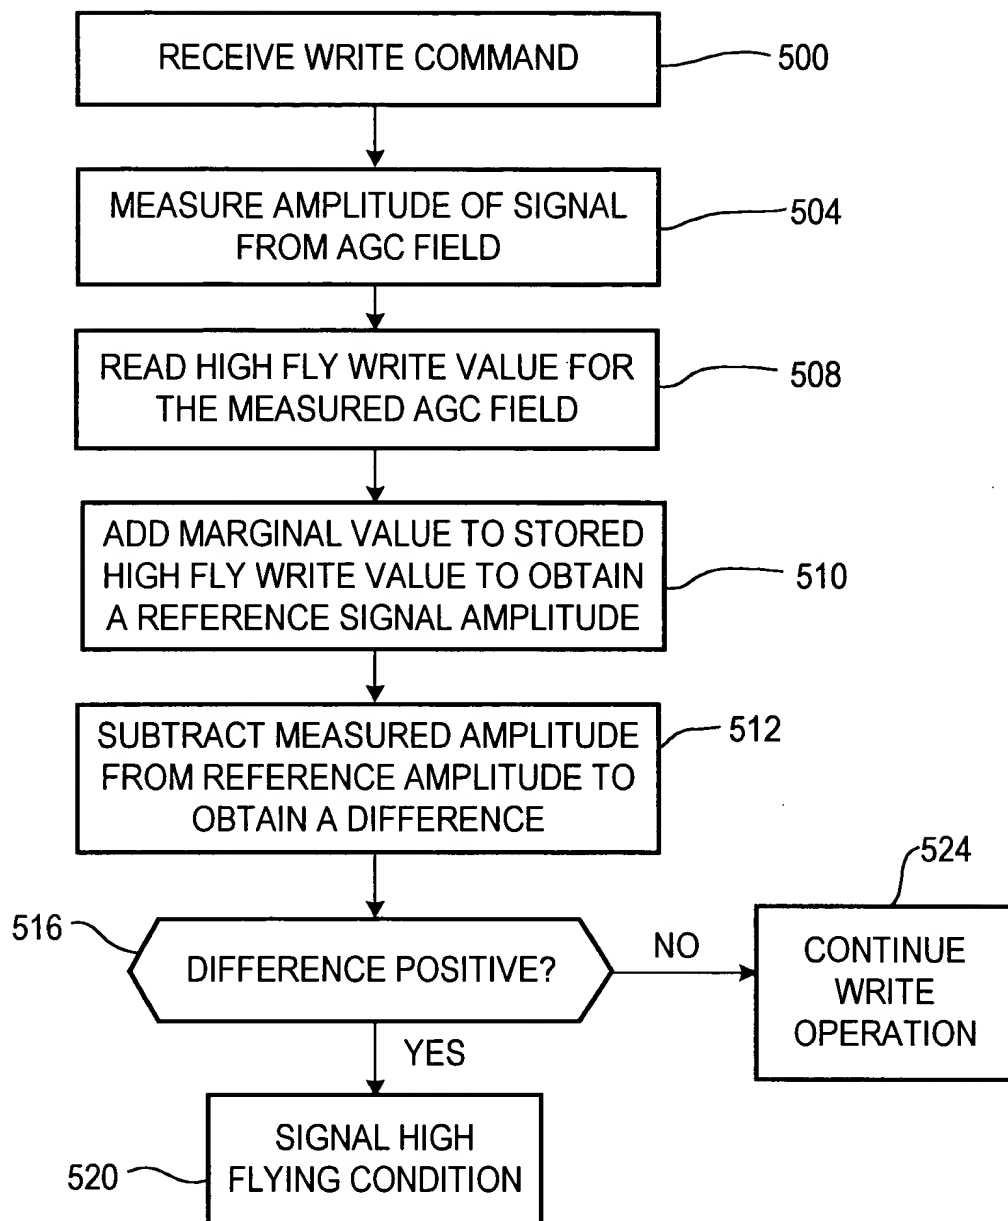 RECEIVE WRITE COMMAND
500
MEASURE AMPLITUDE OF SIGNAL
FROM AGC FIELD
504
READ HIGH FLY WRITE VALUE FOR
THE MEASURED AGC FIELD
508
ADD MARGINAL VALUE TO STORED
HIGH FLY WRITE VALUE TO OBTAIN
A REFERENCE SIGNAL AMPLITUDE
510
SUBTRACT MEASURED AMPLITUDE
FROM REFERENCE AMPLITUDE TO
OBTAIN A DIFFERENCE
512
516
DIFFERENCE POSITIVE?
NO
524
CONTINUE
WRITE
OPERATION
YES
SIGNAL HIGH
FLYING CONDITION
520